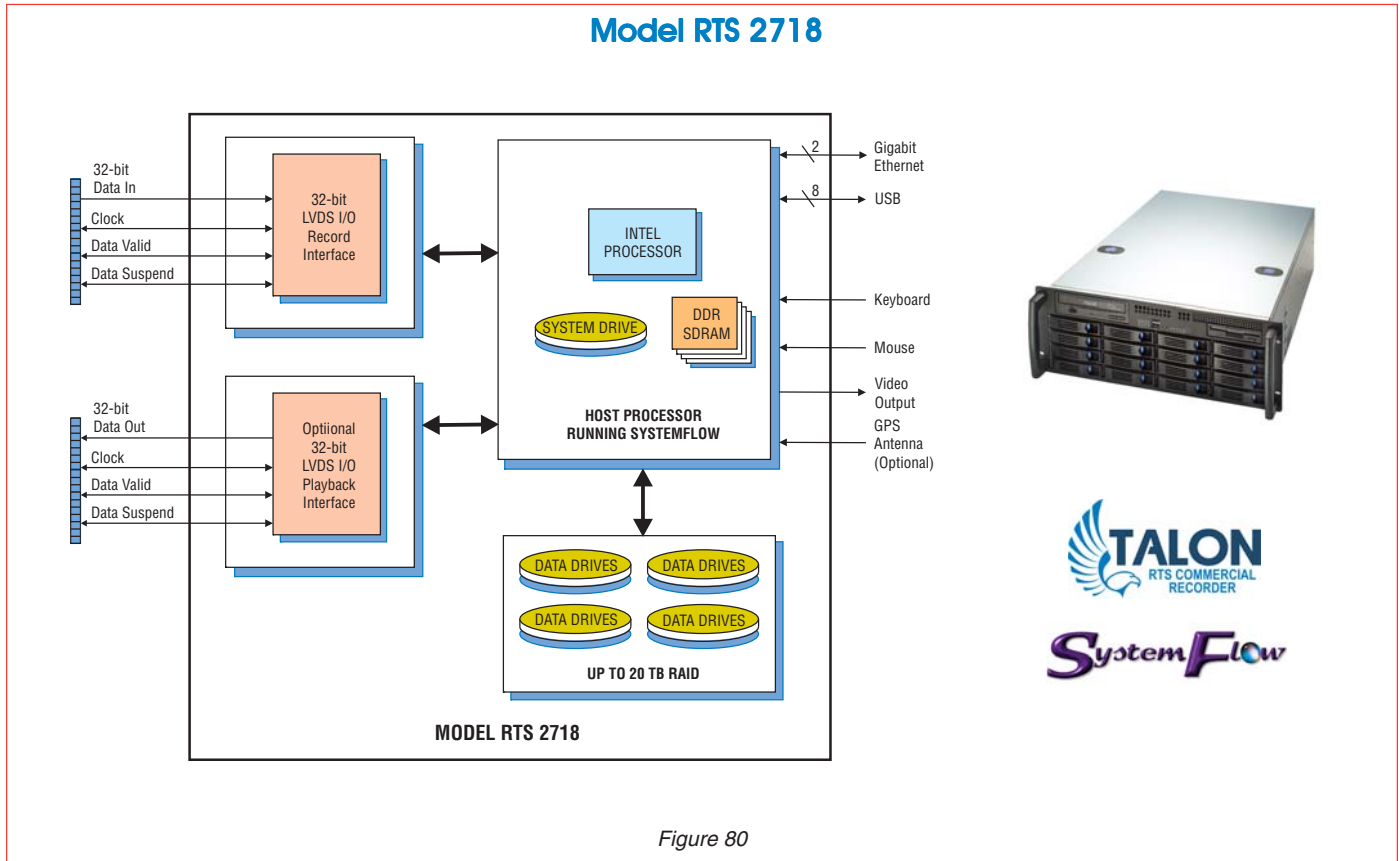 Model RTS 2718
32-bit
Data In
Clock
Data Valid
Data Suspend
32-bit
LVDS I/O
Record
Interface
32-bit
Data Out
Clock
Data Valid
Data Suspend
Optiional
32-bit
LVDS I/O
Playback
Interface
INTEL
PROCESSOR
SYSTEM DRIVE
DDR
SDRAM
HOST PROCESSOR
RUNNING SYSTEMFLOW
2
Gigabit
Ethernet
8
USB
Keyboard
Mouse
Video
Output
GPS
Antenna
(Optional)
DATA DRIVES
DATA DRIVES
DATA DRIVES
DATA DRIVES
UP TO 20 TB RAID
MODEL RTS 2718
TALON
RTS COMMERCIAL
RECORDER
SystemFlow
Figure 80